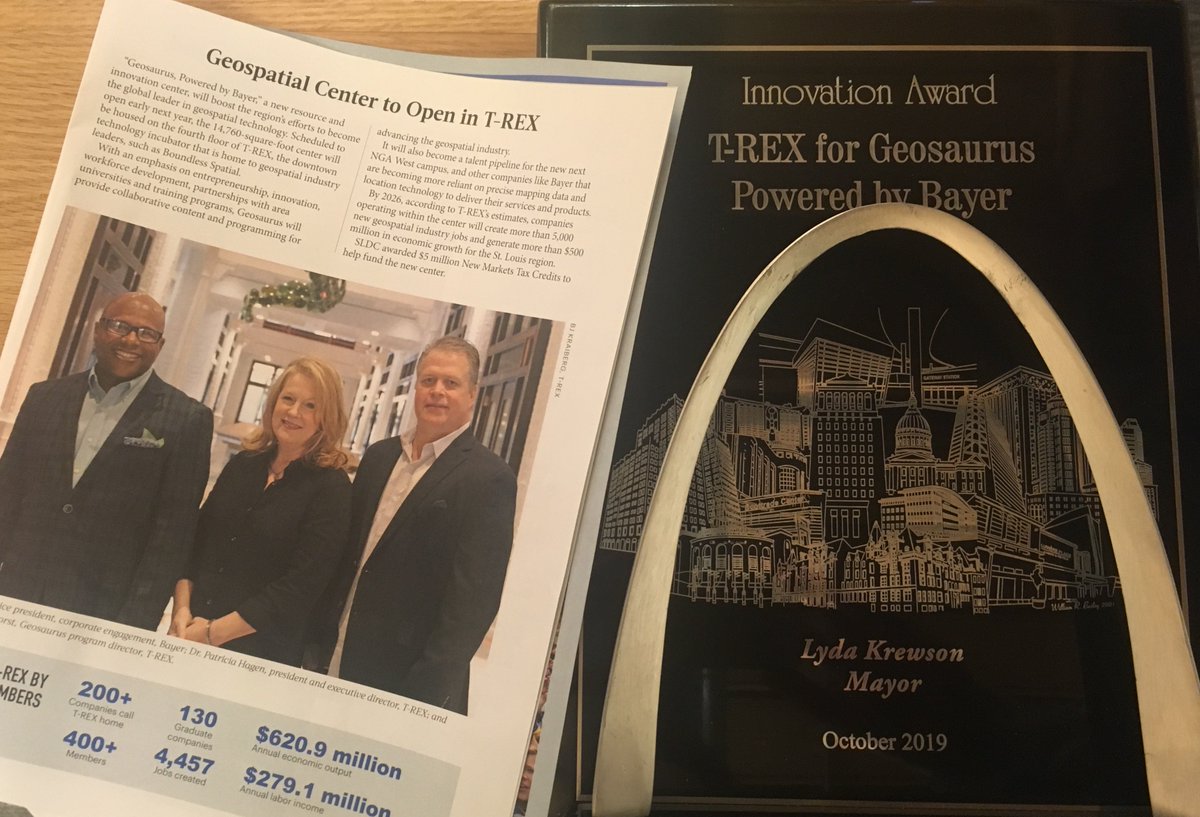 Geospatial Center to Open in T-REX
"Geosaurus, Powered by Bayer," a new resource and
innovation center, will boost the region's efforts to become
the global leader in geospatial technology. Scheduled to
open early next year, the 14,760-square-foot center will
be housed on the fourth floor of T-REX, the downtown
technology incubator that is home to geospatial industry
leaders, such as Boundless Spatial.
With an emphasis on entrepreneurship, innovation,
workforce development, partnerships with area
universities and training programs, Geosaurus will
provide collaborative content and programming for
advancing the geospatial industry.
It will also become a talent pipeline for the new next
NGA West campus, and other companies like Bayer that
are becoming more reliant on precise mapping data and
location technology to deliver their services and products.
By 2026, according to T-REX's estimates, companies
operating within the center will create more than 5,000
new geospatial industry jobs and generate more than $500
million in economic growth for the St. Louis region.
SLDC awarded $5 million New Markets Tax Credits to
help fund the new center.
BJ KRAIBERG, T-REX
vice president, corporate engagement, Bayer; Dr. Patricia Hagen, president and executive director, T-REX; and
orst, Geosaurus program director, T-REX.
-REX BY
MBERS
200+
Companies call
T-REX home
400+
Members
130
Graduate
companies
4,457
Jobs created
$620.9 million
Annual economic output
$279.1 million
Annual labor income
Innovation Award
T-REX for Geosaurus
Powered by Bayer
GATEWAY STATION
Lyda Krewson
Mayor
October 2019